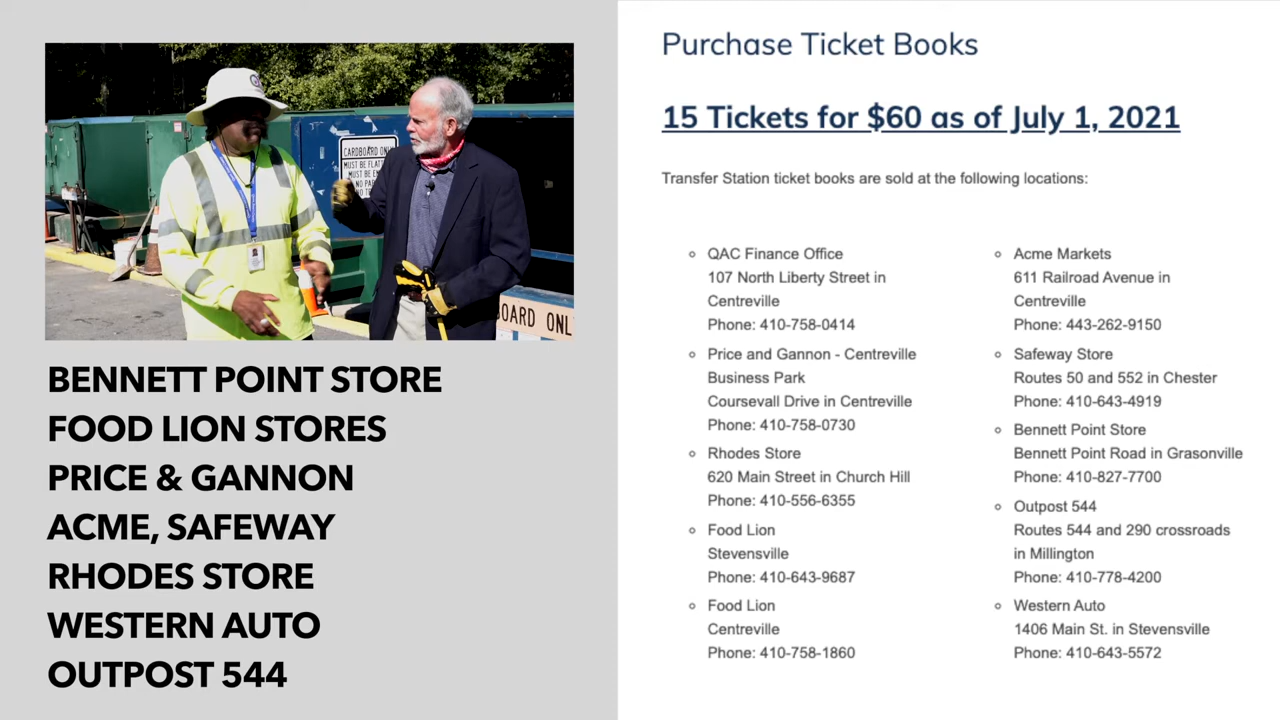 CARDBOARD ONLY
MUST BE
BENNETT POINT STORE
FOOD LION STORES
PRICE & GANNON
ACME, SAFEWAY
RHODES STORE
WESTERN AUTO
OUTPOST 544
Purchase Ticket Books
15 Tickets for $60 as of July 1, 2021
Transfer Station ticket books are sold at the following locations:
QAC Finance Office
107 North Liberty Street in
Centreville
Phone: 410-758-0414
Price and Gannon - Centreville
Business Park
Coursevall Drive in Centreville
Phone: 410-758-0730
Rhodes Store
620 Main Street in Church Hill
Phone: 410-556-6355
Food Lion
Stevensville
Phone: 410-643-9687
Food Lion
Centreville
Phone: 410-758-1860
Acme Markets
611 Railroad Avenue in
Centreville
Phone: 443-262-9150
Safeway Store
Routes 50 and 552 in Chester
Phone: 410-643-4919
Bennett Point Store
Bennett Point Road in Grasonville
Phone: 410-827-7700
Outpost 544
Routes 544 and 290 crossroads
in Millington
Phone: 410-778-4200
Western Auto
1406 Main St. in Stevensville
Phone: 410-643-5572